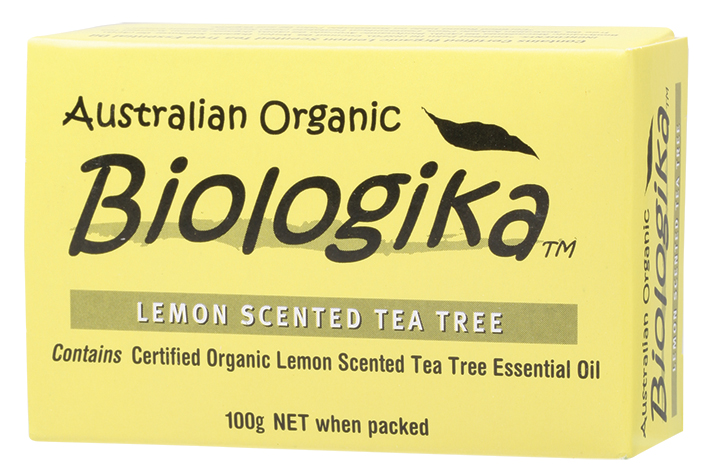 Australian Organic
Biologika™
LEMON SCENTED TEA TREE
Contains Certified Organic Lemon Scented Tea Tree Essential Oil
100g NET when packed
Australian Organic
Biologika™
LEMON SCENTED TEA TREE